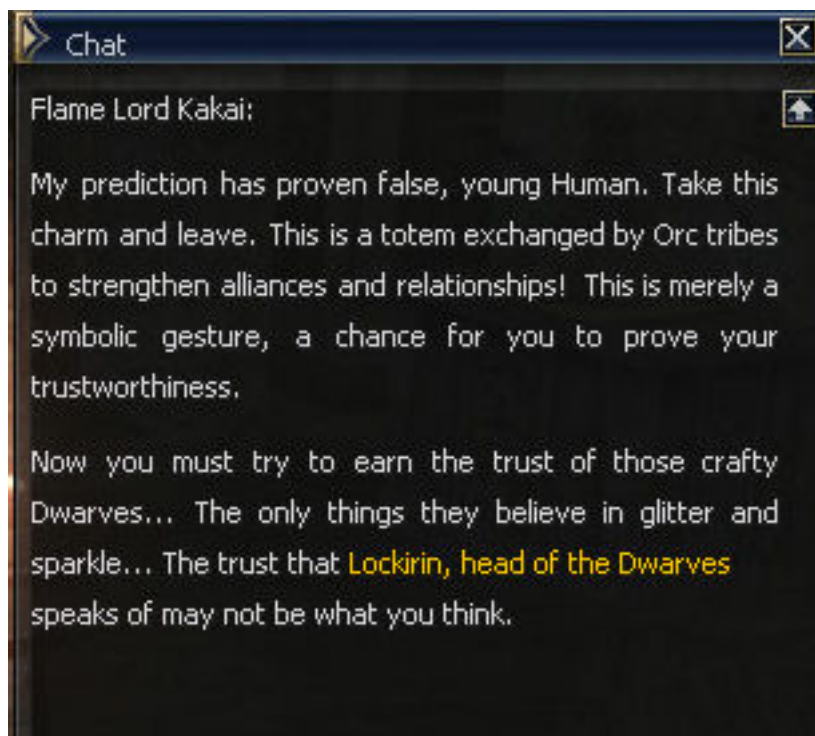 Chat
Flame Lord Kakai:
My prediction has proven false, young Human. Take this
charm and leave. This is a totem exchanged by Orc tribes
to strengthen alliances and relationships! This is merely a
symbolic gesture, a chance for you to prove your
trustworthiness.
Now you must try to earn the trust of those crafty
Dwarves... The only things they believe in glitter and
sparkle... The trust that Lockirin, head of the Dwarves
speaks of may not be what you think.